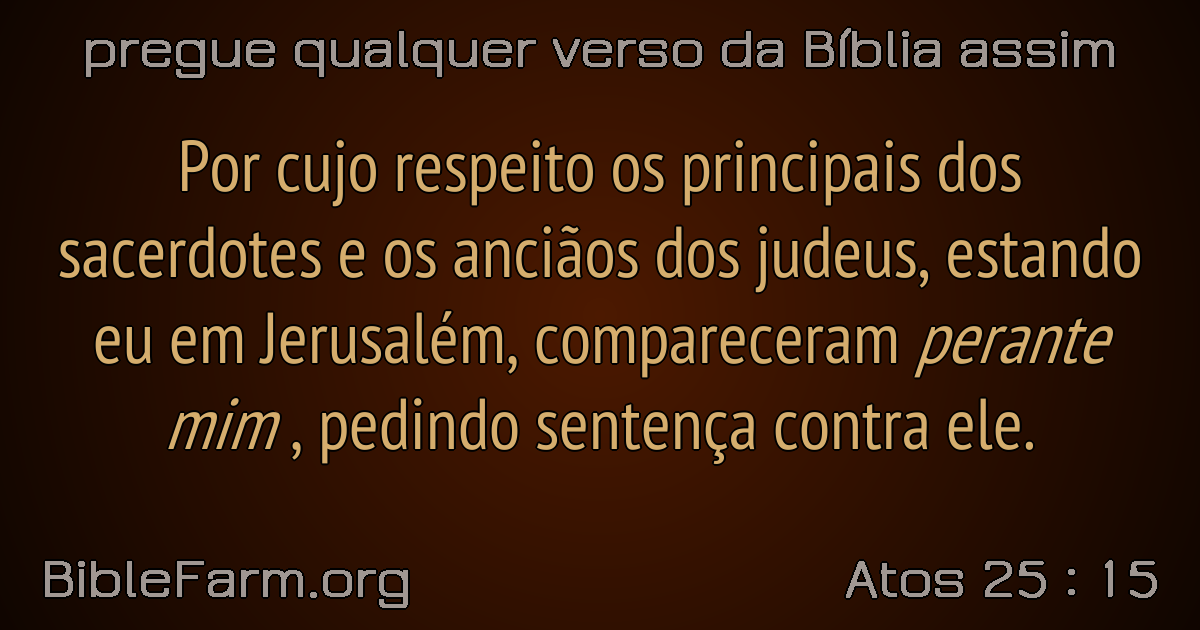 pregue qualquer verso da Bíblia assim
Por cujo respeito os principais dos
sacerdotes e os anciãos dos judeus, estando
eu em Jerusalém, compareceram perante
mim , pedindo sentença contra ele.
BibleFarm.org
Atos 25 : 15